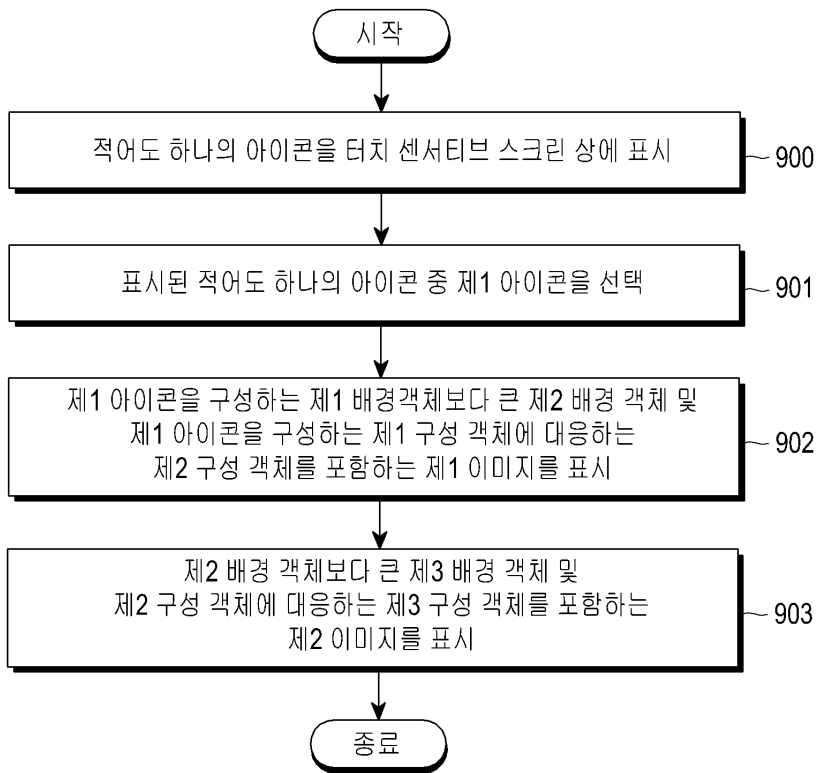 시작
적어도 하나의 아이콘을 터치 센서티브 스크린 상에 표시
900
표시된 적어도 하나의 아이콘 중 제1 아이콘을 선택
901
제1 아이콘을 구성하는 제1 배경객체보다 큰 제2 배경 객체 및
제1 아이콘을 구성하는 제1 구성 객체에 대응하는
제2 구성 객체를 포함하는 제1 이미지를 표시
902
제2 배경 객체보다 큰 제3 배경 객체 및
제2 구성 객체에 대응하는 제3 구성 객체를 포함하는
제2 이미지를 표시
903
종료